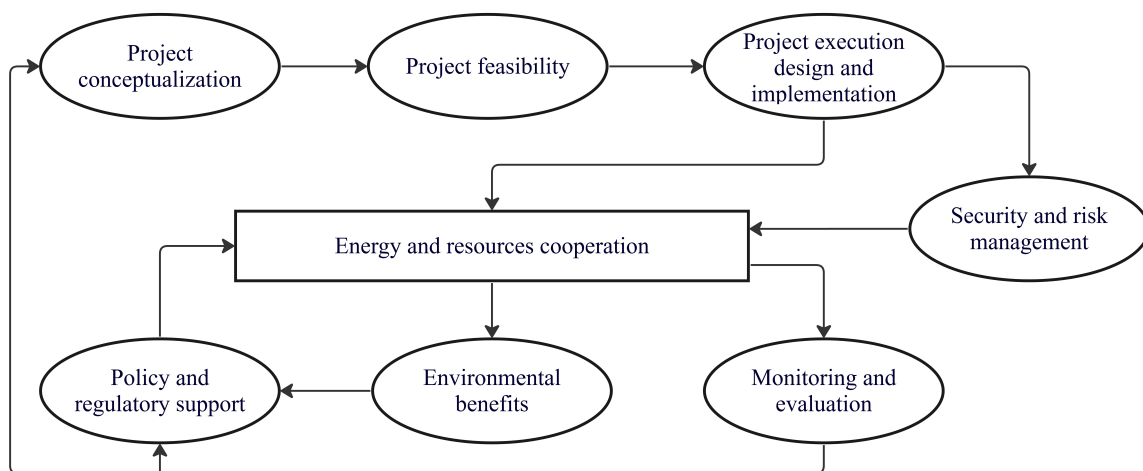 Project
conceptualization
Project feasibility
Project execution
design and
implementation
Security and risk
management
Energy and resources cooperation
Policy and
regulatory support
Environmental
benefits
Monitoring and
evaluation